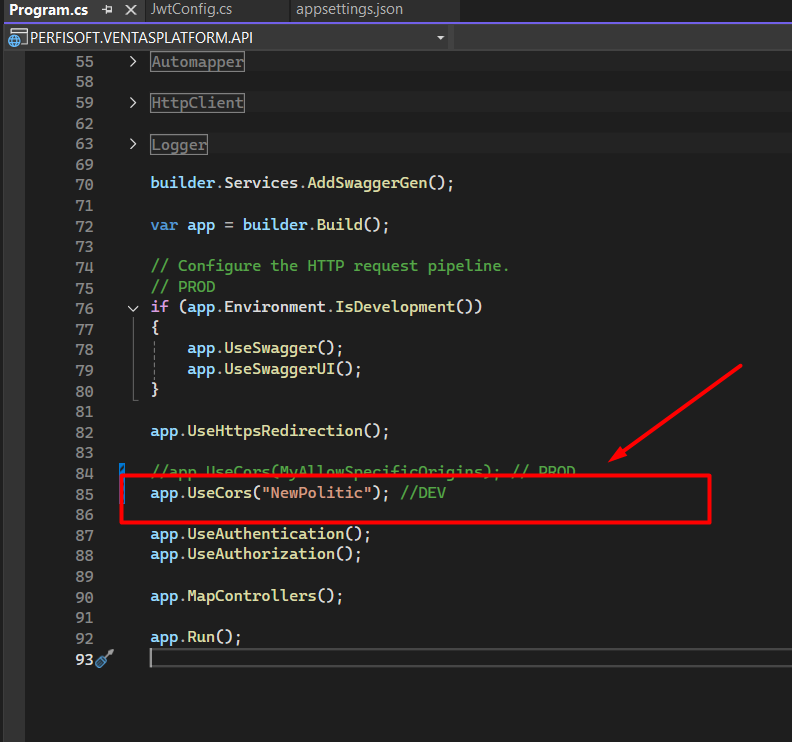 Program.cs JwtConfig.cs appsettings.json
PERFISOFT.VENTASPLATFORM.API
55 Automapper
58
59 HttpClient
62
63 Logger
69
70 builder.Services.AddSwaggerGen();
71
72 var app = builder.Build();
73
74 // Configure the HTTP request pipeline.
75 // PROD
76 if (app.Environment.IsDevelopment())
77 {
78 app.UseSwagger();
79 app.UseSwaggerUI();
80 }
81
82 app.UseHttpsRedirection();
83
84 //app.UseCors(MyAllowSpecificOrigins); // PROD
85 app.UseCors("NewPolitic"); //DEV
86
87 app.UseAuthentication();
88 app.UseAuthorization();
89
90 app.MapControllers();
91
92 app.Run();
93